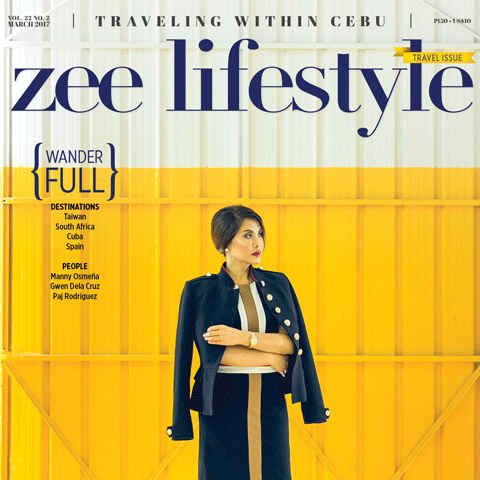 VOL. 22 NO. 2
MARCH 2017
TRAVELING WITHIN CEBU
P150 • US$10
TRAVEL ISSUE
zee lifestyle
{WANDER
FULL}
DESTINATIONS
Taiwan
South Africa
Cuba
Spain
PEOPLE
Manny Osmeña
Gwen Dela Cruz
Paj Rodriguez